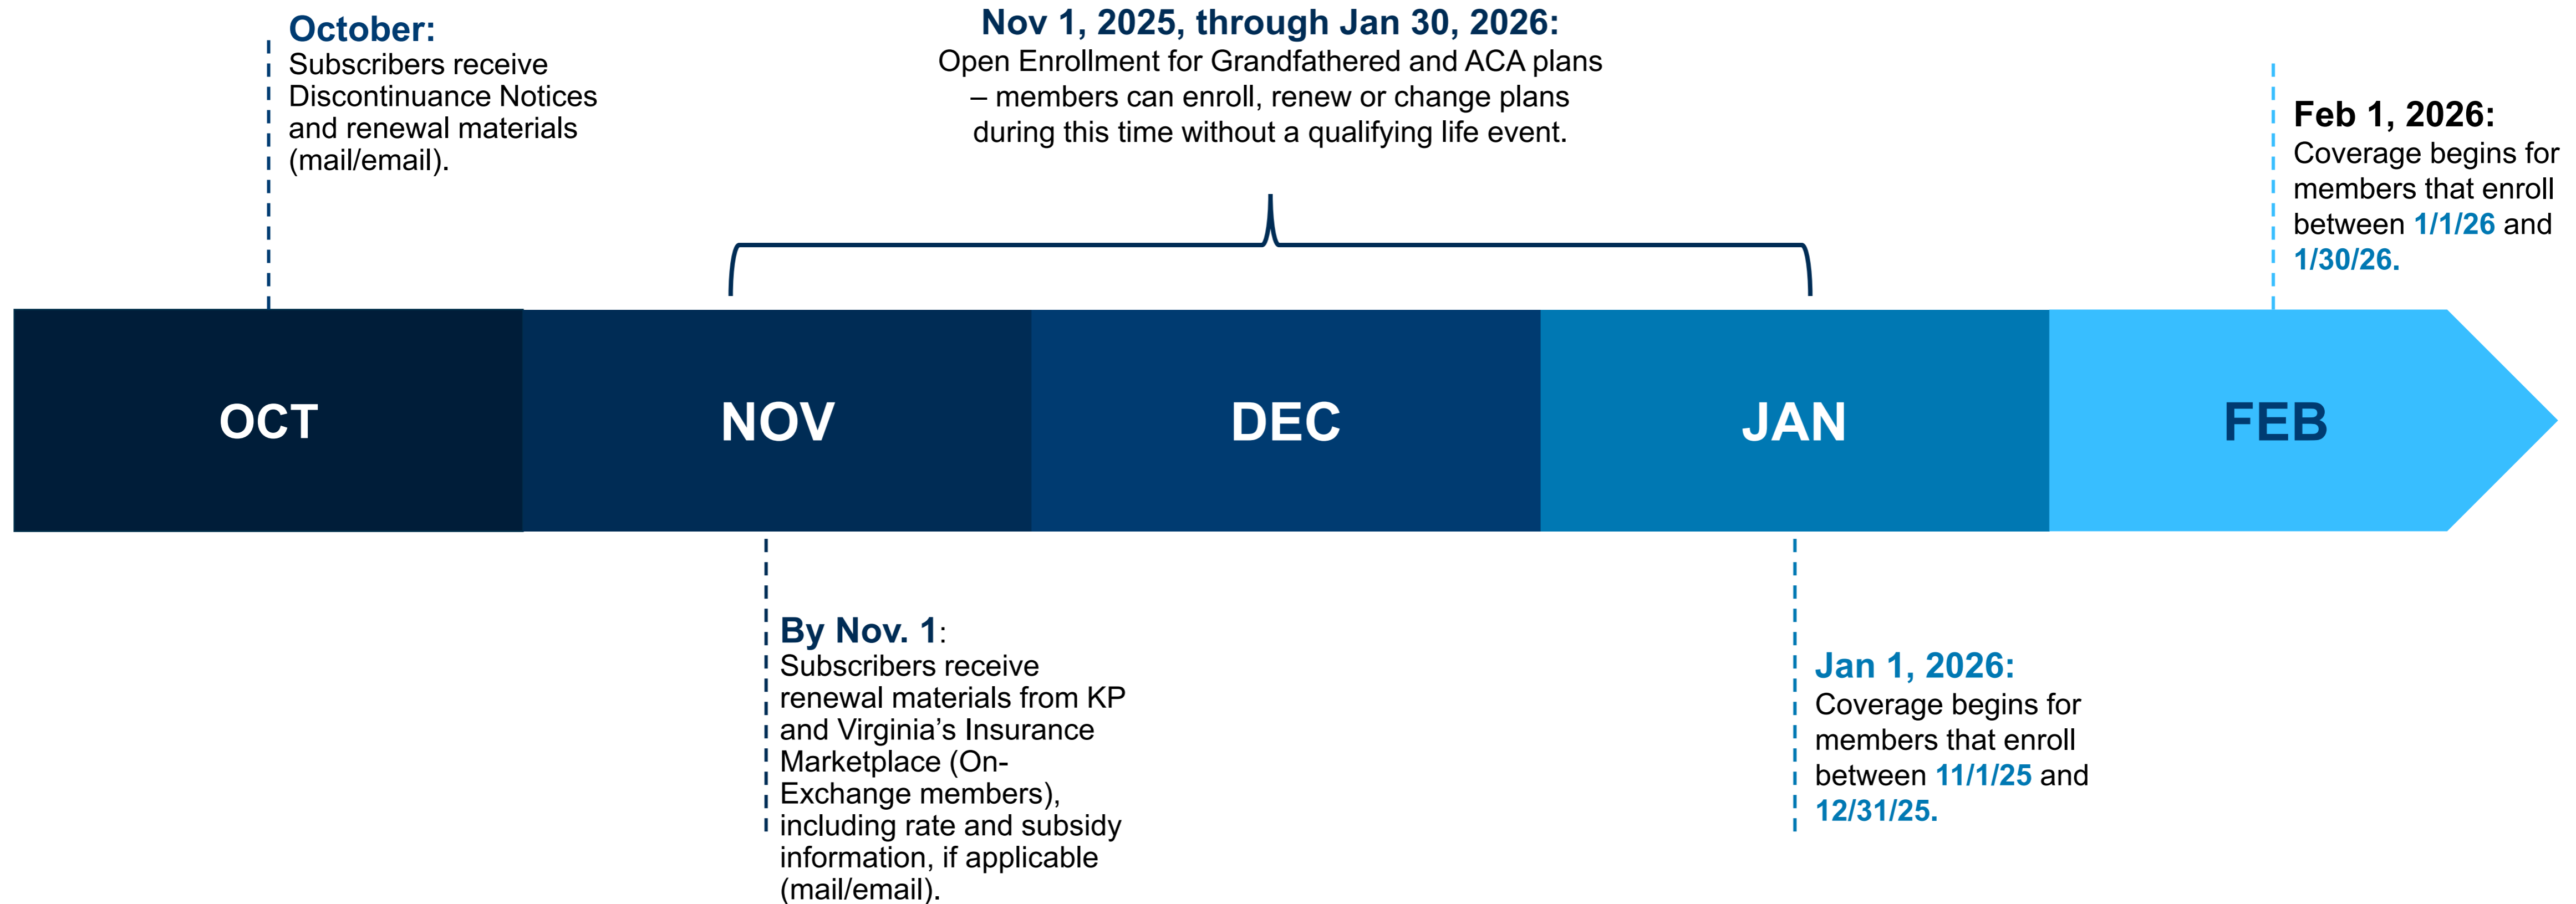 October:
Subscribers receive
Discontinuance Notices
and renewal materials
(mail/email).
Nov 1, 2025, through Jan 30, 2026:
Open Enrollment for Grandfathered and ACA plans
– members can enroll, renew or change plans
during this time without a qualifying life event.
Feb 1, 2026:
Coverage begins for
members that enroll
between 1/1/26 and
1/30/26.
OCT
NOV
DEC
JAN
FEB
By Nov. 1:
Subscribers receive
renewal materials from KP
and Virginia’s Insurance
Marketplace (On-
Exchange members),
including rate and subsidy
information, if applicable
(mail/email).
Jan 1, 2026:
Coverage begins for
members that enroll
between 11/1/25 and
12/31/25.